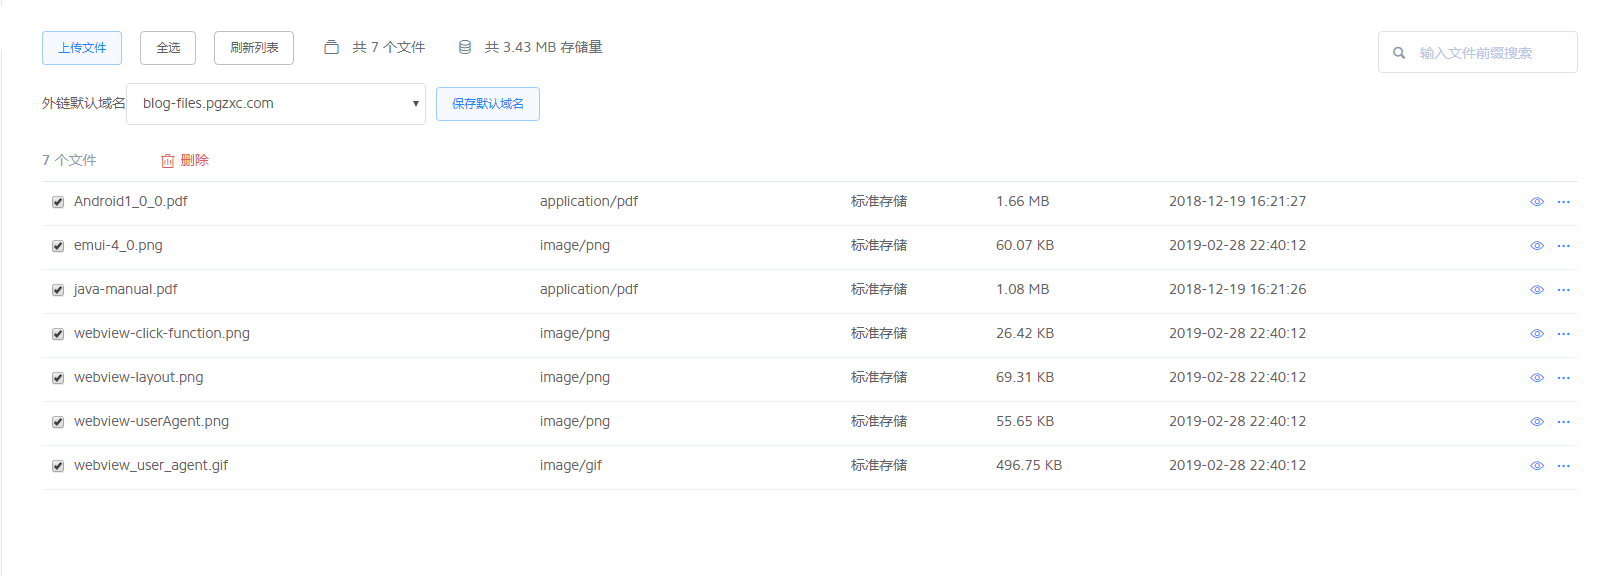 上传文件 全选 刷新列表 共 7 个文件 共 3.43 MB 存储量 输入文件前缀搜索
外链默认域名 blog-files.pgzxc.com 保存默认域名
7 个文件 删除
Android1_0_0.pdf application/pdf 标准存储 1.66 MB 2018-12-19 16:21:27
emui-4_0.png image/png 标准存储 60.07 KB 2019-02-28 22:40:12
java-manual.pdf application/pdf 标准存储 1.08 MB 2018-12-19 16:21:26
webview-click-function.png image/png 标准存储 26.42 KB 2019-02-28 22:40:12
webview-layout.png image/png 标准存储 69.31 KB 2019-02-28 22:40:12
webview-userAgent.png image/png 标准存储 55.65 KB 2019-02-28 22:40:12
webview_user_agent.gif image/gif 标准存储 496.75 KB 2019-02-28 22:40:12